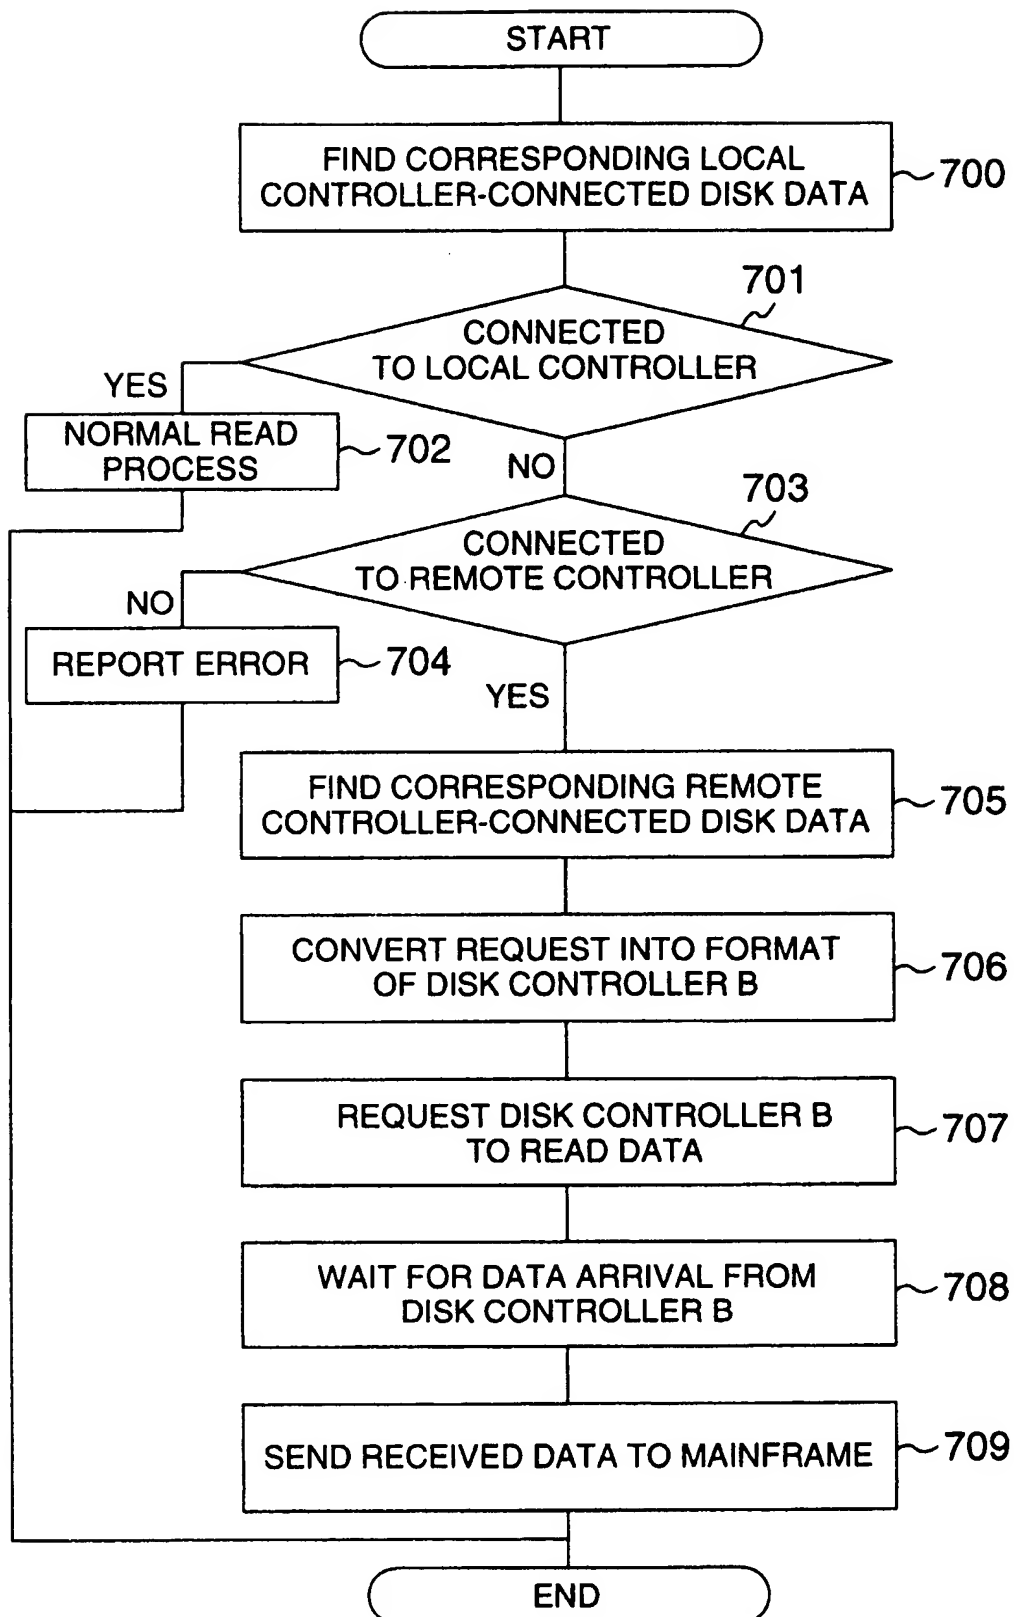 START
FIND CORRESPONDING LOCAL
CONTROLLER-CONNECTED DISK DATA
700
701
CONNECTED
TO LOCAL CONTROLLER
YES
NORMAL READ
PROCESS
702
NO
703
CONNECTED
TO REMOTE CONTROLLER
NO
REPORT ERROR
704
YES
FIND CORRESPONDING REMOTE
CONTROLLER-CONNECTED DISK DATA
705
CONVERT REQUEST INTO FORMAT
OF DISK CONTROLLER B
706
REQUEST DISK CONTROLLER B
TO READ DATA
707
WAIT FOR DATA ARRIVAL FROM
DISK CONTROLLER B
708
SEND RECEIVED DATA TO MAINFRAME
709
END